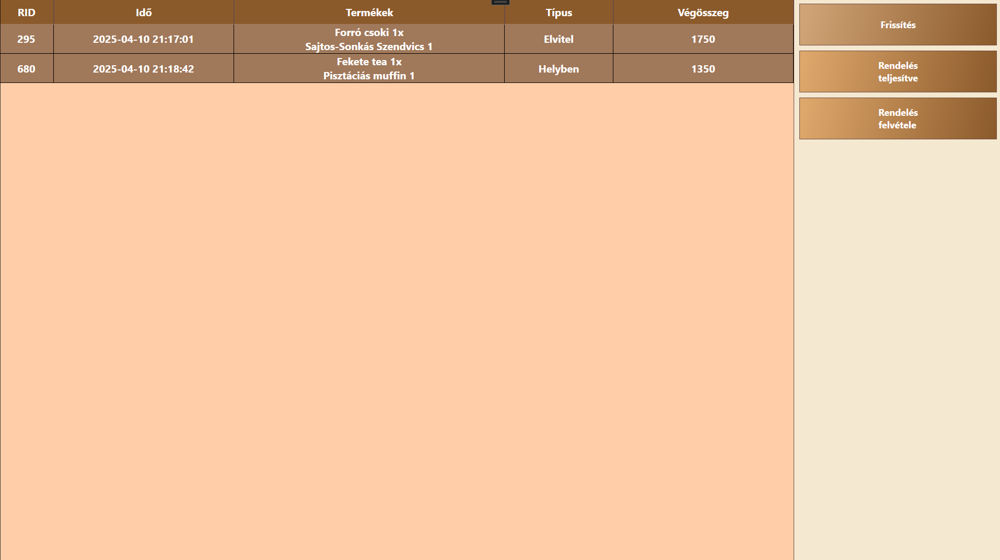 RID Idő Termékek Típus Végösszeg
295 2025-04-10 21:17:01 Forró csoki 1x
Sajtos-Sonkás Szendvics 1 Elvitel 1750
680 2025-04-10 21:18:42 Fekete tea 1x
Pisztáciás muffin 1 Helyben 1350
Frissítés
Rendelés
teljesítve
Rendelés
felvétele